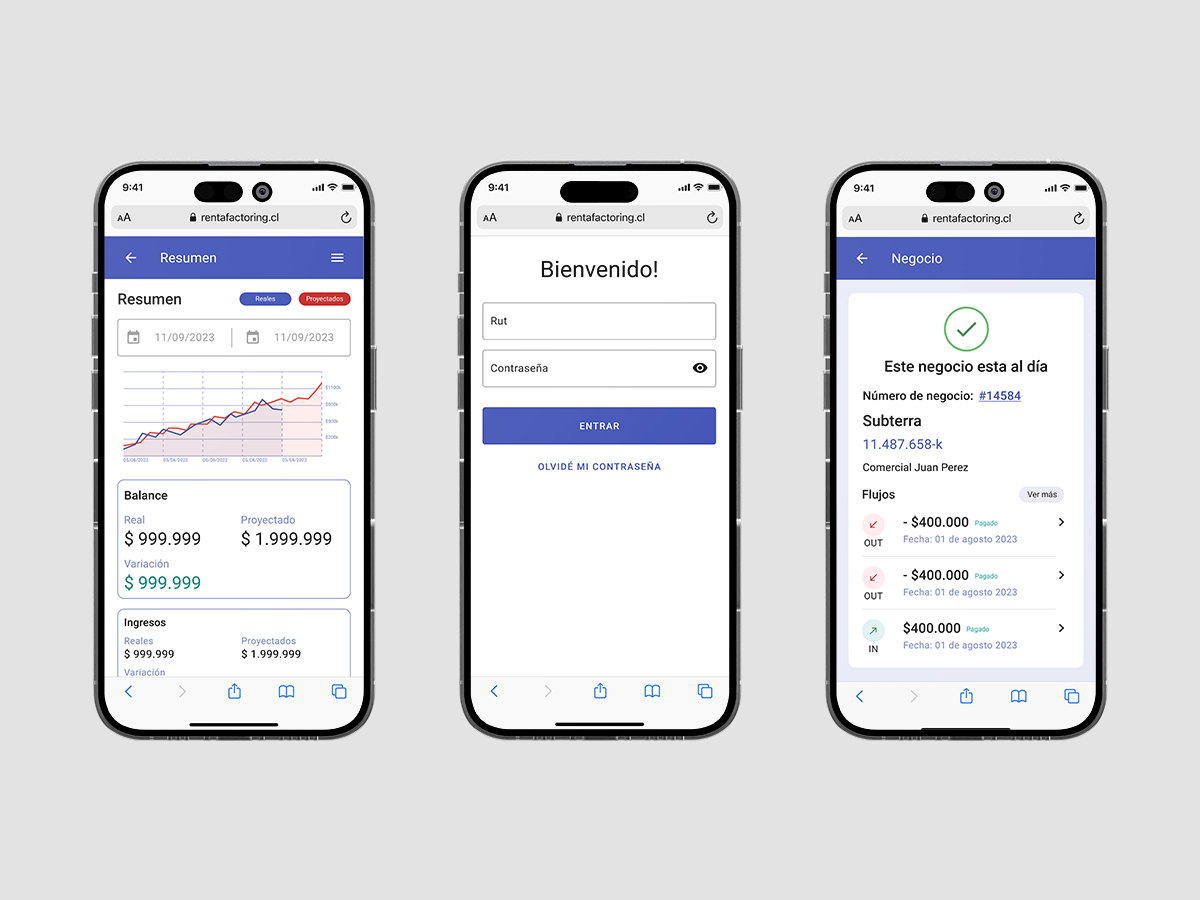 9:41
AA rentafactoring.cl
Resumen
Resumen Reales Proyectados
11/09/2023 11/09/2023
$1100k
$800k
$900k
$200k
05/08/2022 05/08/2022 05/08/2022 05/08/2022 05/08/2022
Balance
Real Proyectado
$ 999.999 $ 1.999.999
Variación
$ 999.999
Ingresos
Reales Proyectados
$ 999.999 $ 1.999.999
Variación
9:41
AA rentafactoring.cl
Bienvenido!
Rut
Contraseña
ENTRAR
OLVIDÉ MI CONTRASEÑA
9:41
AA rentafactoring.cl
Negocio
Este negocio esta al día
Número de negocio: #14584
Subterra
11.487.658-k
Comercial Juan Perez
Flujos Ver más
- $400.000 Pagado
OUT Fecha: 01 de agosto 2023
- $400.000 Pagado
OUT Fecha: 01 de agosto 2023
$400.000 Pagado
IN Fecha: 01 de agosto 2023